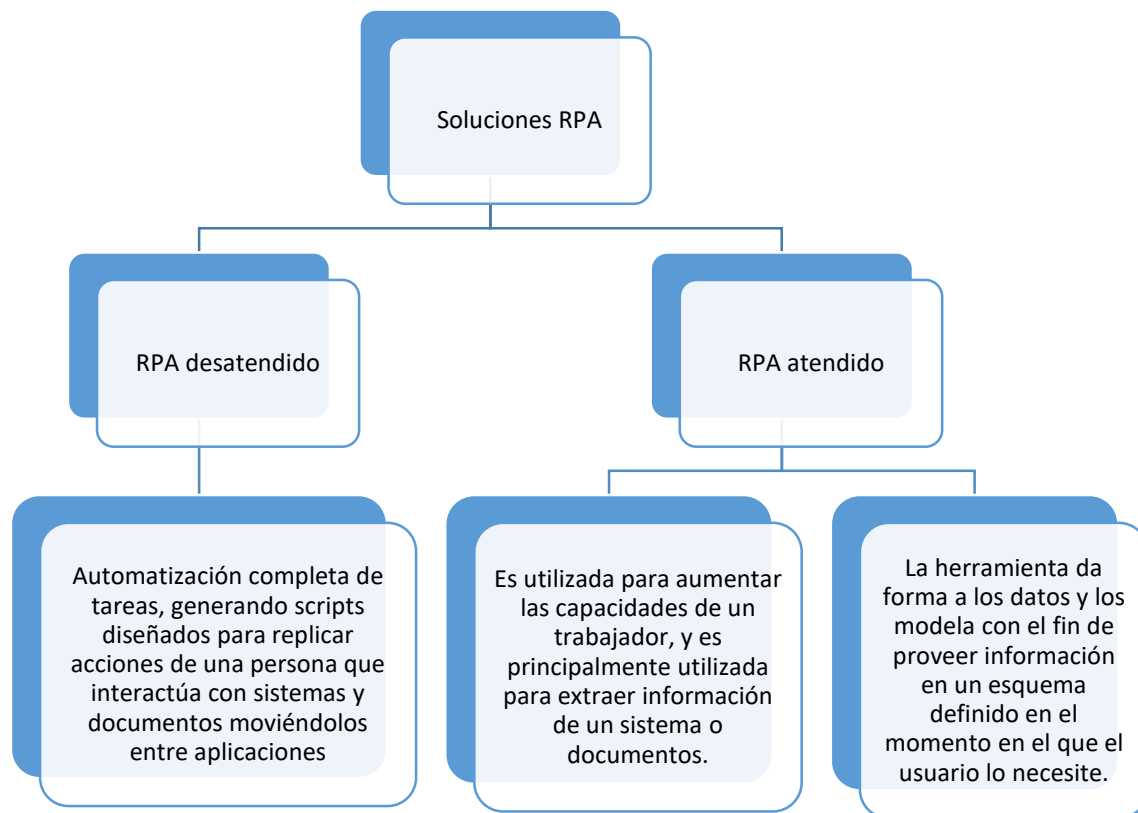 Soluciones RPA
RPA desatendido
RPA atendido
Automatización completa de
tareas, generando scripts
diseñados para replicar
acciones de una persona que
interactúa con sistemas y
documentos moviéndolos
entre aplicaciones
Es utilizada para aumentar
las capacidades de un
trabajador, y es
principalmente utilizada
para extraer información
de un sistema o
documentos.
La herramienta da
forma a los datos y los
modela con el fin de
proveer información
en un esquema
definido en el
momento en el que el
usuario lo necesite.